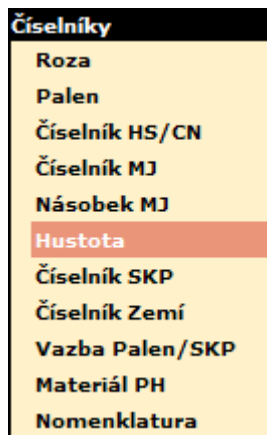 Číselníky
Roza
Palen
Číselník HS/CN
Číselník MJ
Násobek MJ
Hustota
Číselník SKP
Číselník Zemí
Vazba Palen/SKP
Materiál PH
Nomenklatura